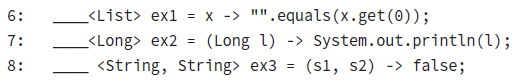 6: ____<List> ex1 = x -> "".equals(x.get(0));
7: ____<Long> ex2 = (Long l) -> System.out.println(l);
8: ____ <String, String> ex3 = (s1, s2) -> false;